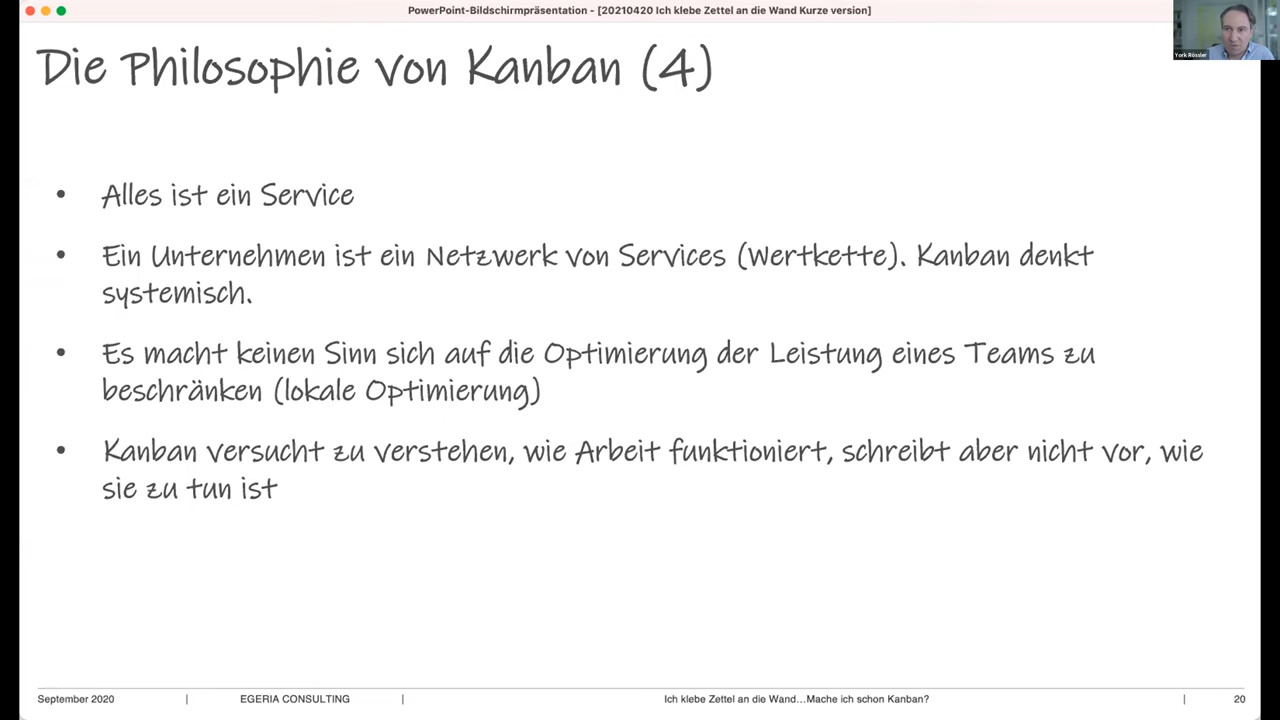 PowerPoint-Bildschirmpräsentation - [20210420 Ich klebe Zettel an die Wand Kurze version]
York Rössler
Die Philosophie von Kanban (4)
• Alles ist ein Service
• Ein Unternehmen ist ein Netzwerk von Services (Wertkette). Kanban denkt
systemisch.
• Es macht keinen Sinn sich auf die Optimierung der Leistung eines Teams zu
beschränken (lokale Optimierung)
• Kanban versucht zu verstehen, wie Arbeit funktioniert, schreibt aber nicht vor, wie
sie zu tun ist
September 2020 | EGERIA CONSULTING | Ich klebe Zettel an die Wand...Mache ich schon Kanban? | 20